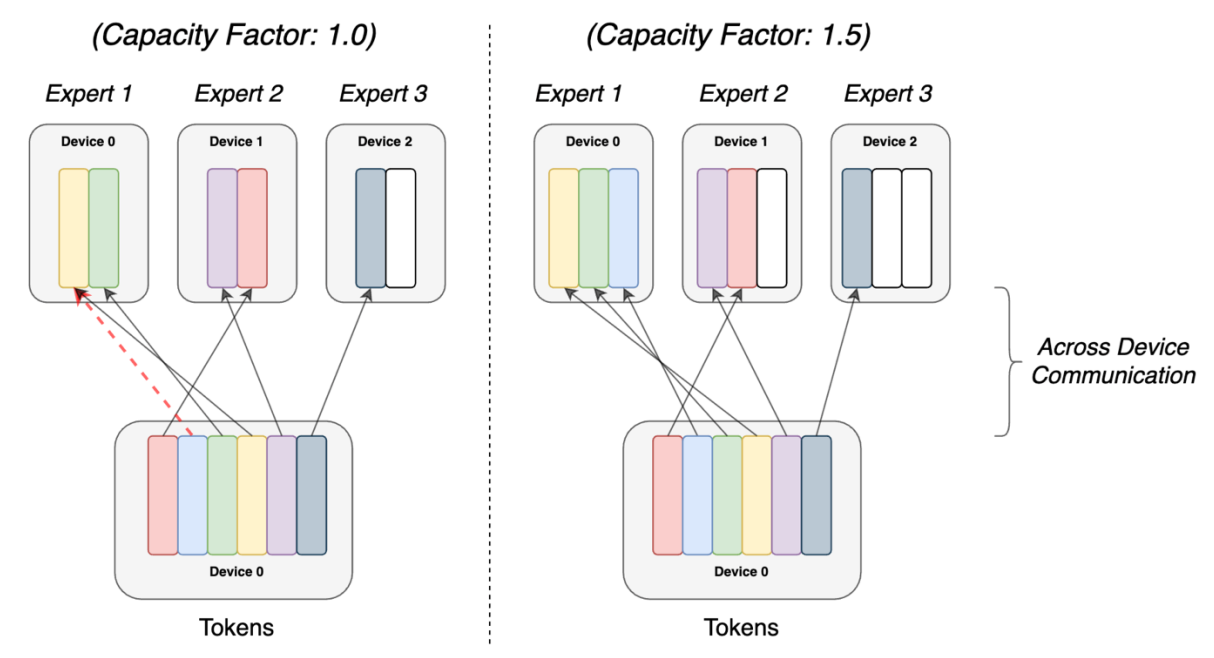 (Capacity Factor: 1.0)
(Capacity Factor: 1.5)
Expert 1
Expert 2
Expert 3
Expert 1
Expert 2
Expert 3
Device 0
Device 1
Device 2
Device 0
Device 1
Device 2
Across Device
Communication
Device 0
Device 0
Tokens
Tokens